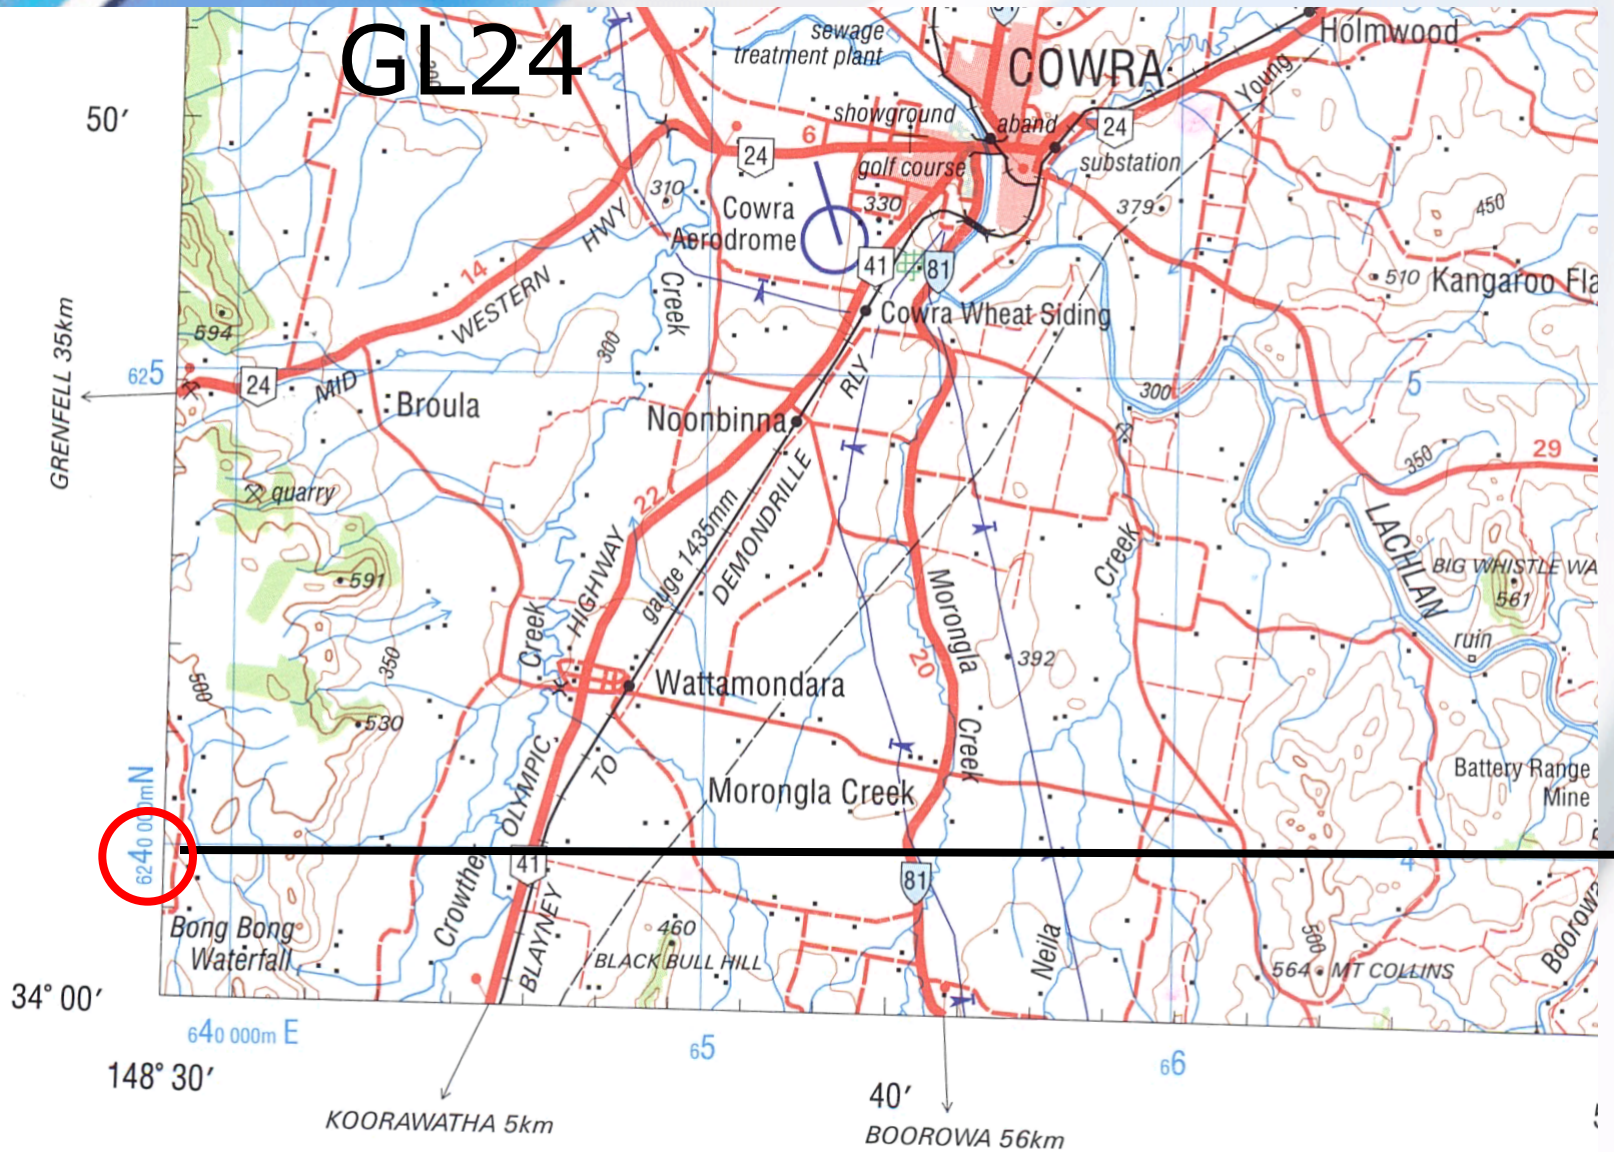 GL24
sewage
treatment plant
COWRA
Holmwood
50′
300
showground
aband
24
Young
6
24
golf course
substation
310
Cowra
Aerodrome
330
379
450
HWY
41
81
510
Kangaroo Fla
14
WESTERN
Creek
Cowra Wheat Siding
594
300
GRENFELL 35km
625
24
MID
RLY
300
5
Broula
Noonbinna
350
29
quarry
22
gauge 1435mm
DEMONDRILLE
LACHLAN
HIGHWAY
Creek
591
Morongla
BIG WHISTLE WA
561
Creek
350
20
392
ruin
500
Wattamondara
530
Creek
OLYMPIC
TO
Morongla Creek
Battery Range
Mine
6240 000mN
41
4
81
Crowther
Bong Bong
Waterfall
BLAYNEY
460
BLACK BULL HILL
Neila
500
564
MT COLLINS
Boorowa
34° 00′
640 000m E
65
66
148° 30′
40′
KOORAWATHA 5km
BOOROWA 56km